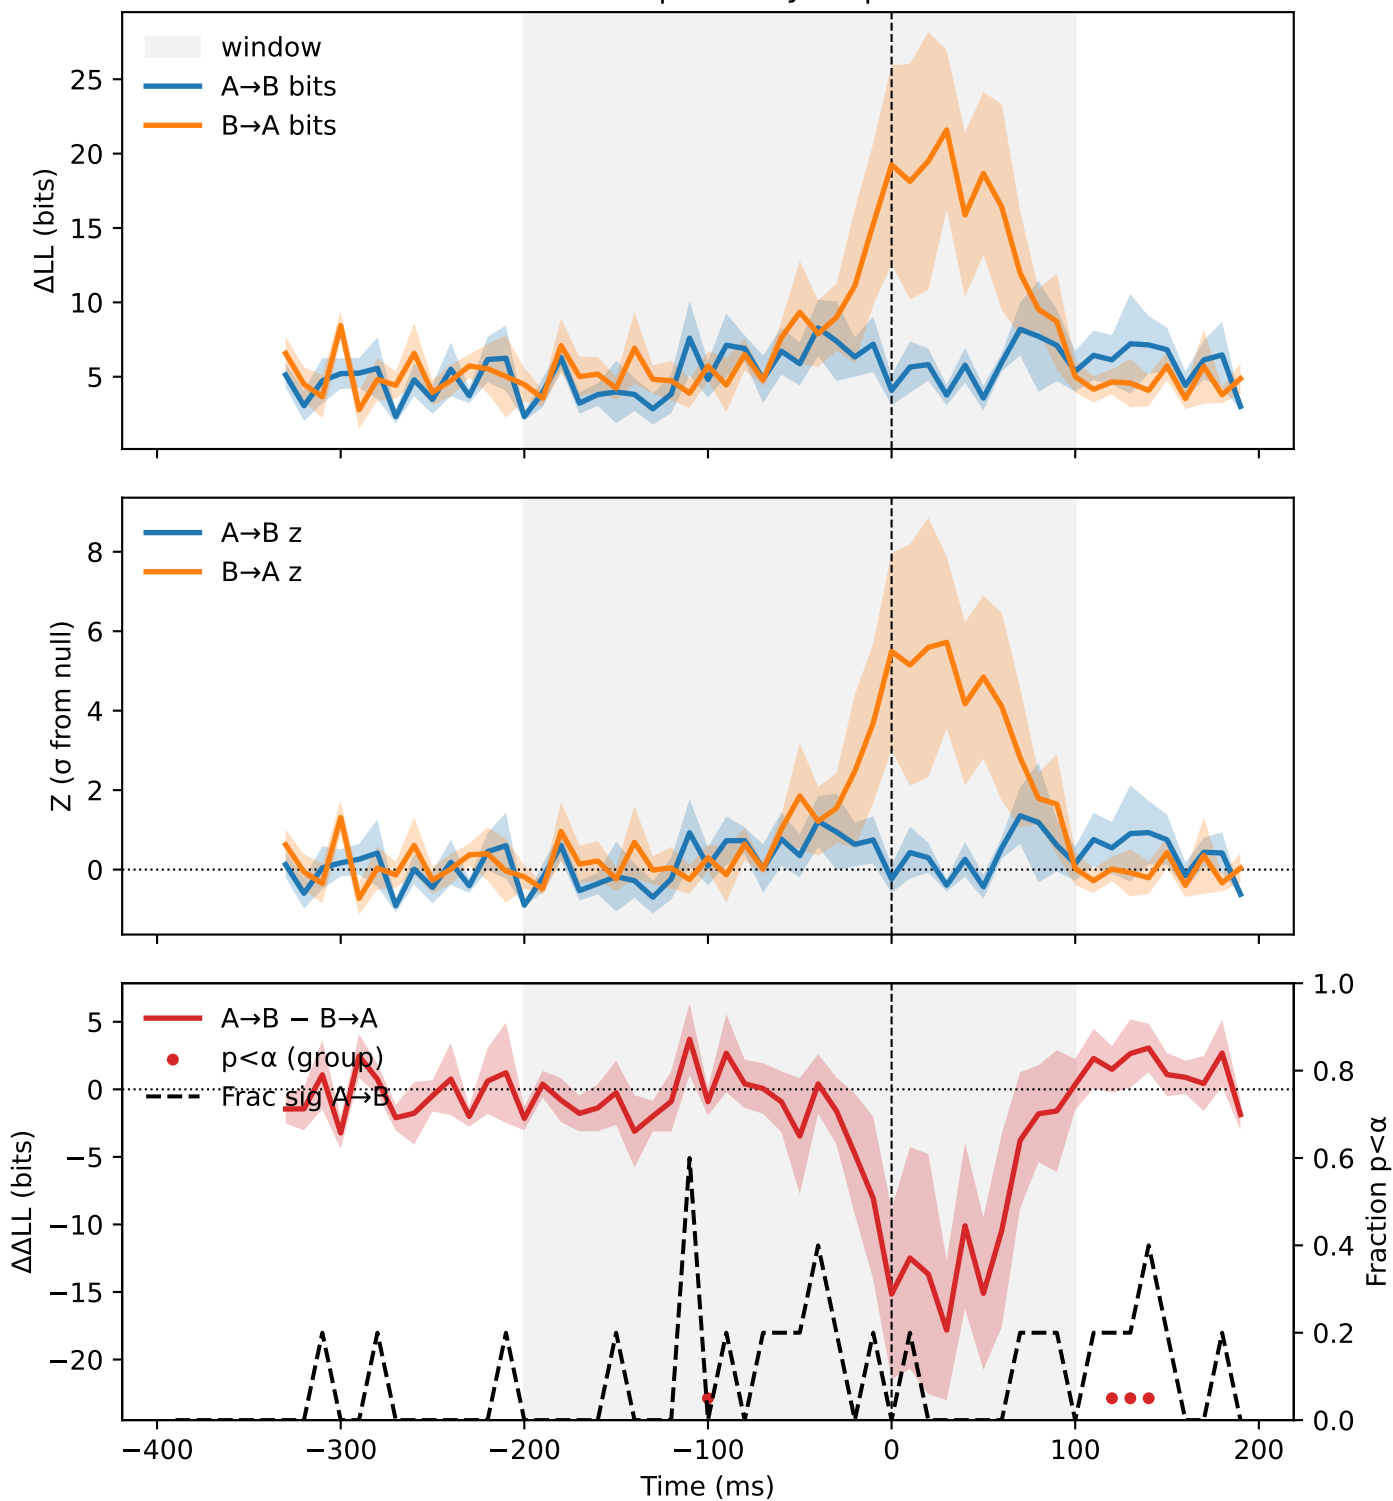 window
A→B bits
B→A bits
25
20
15
10
5
ΔLL (bits)
A→B z
B→A z
8
6
4
2
0
Z (σ from null)
A→B − B→A
p<α (group)
Frac sig A→B
5
0
−5
−10
−15
−20
ΔΔLL (bits)
1.0
0.8
0.6
0.4
0.2
0.0
Fraction p<α
−400 −300 −200 −100 0 100 200
Time (ms)